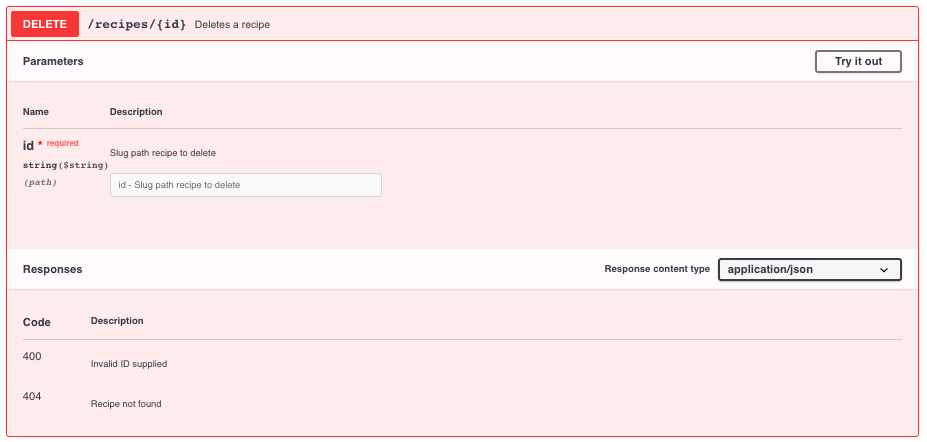 DELETE /recipes/{id} Deletes a recipe
Parameters Try it out
Name Description
id * required Slug path recipe to delete
string($string)
(path) id - Slug path recipe to delete
Responses Response content type application/json
Code Description
400 Invalid ID supplied
404 Recipe not found